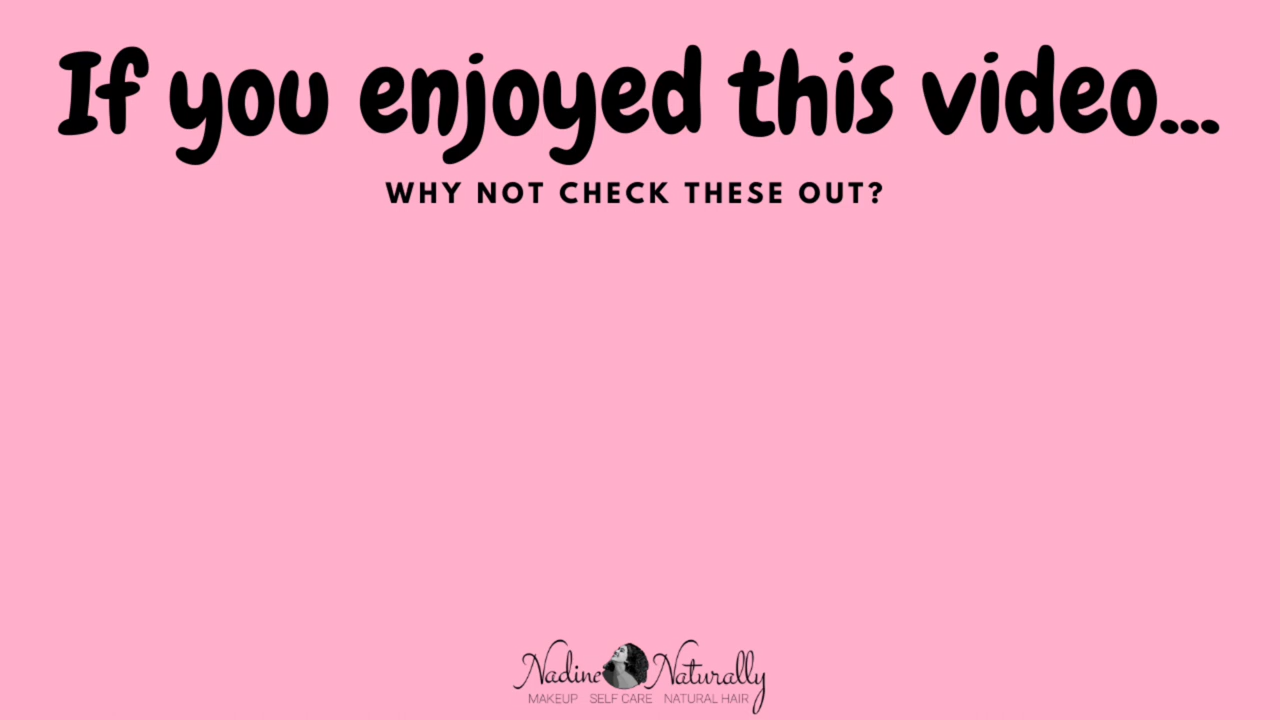 If you enjoyed this video...
WHY NOT CHECK THESE OUT?
Nadine Naturally
MAKEUP SELF CARE NATURAL HAIR